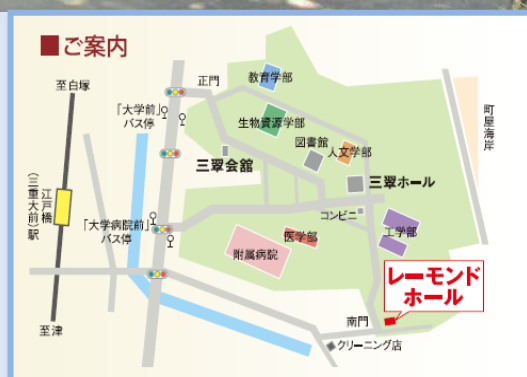 ■ご案内
至白塚
「大学前」
バス停
正門
教育学部
生物資源学部
図書館
人文学部
三翠会館
三翠ホール
コンビニ
町屋海岸
江戸橋
（三重大前）駅
「大学病院前」
バス停
医学部
附属病院
工学部
レーモンド
ホール
南門
クリーニング店
至津